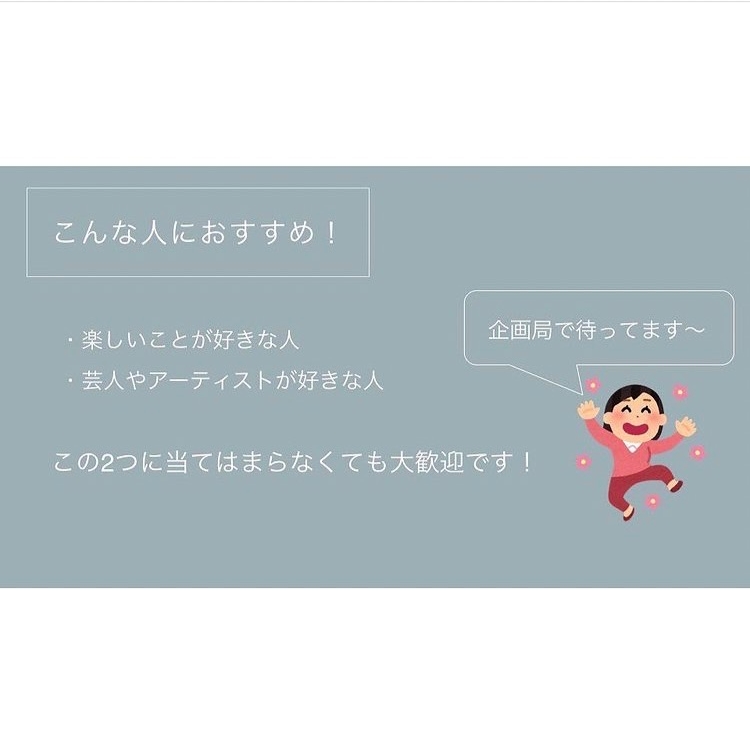 こんな人におすすめ！
・楽しいことが好きな人
・芸人やアーティストが好きな人
この2つに当てはまらなくても大歓迎です！
企画局で待ってます〜